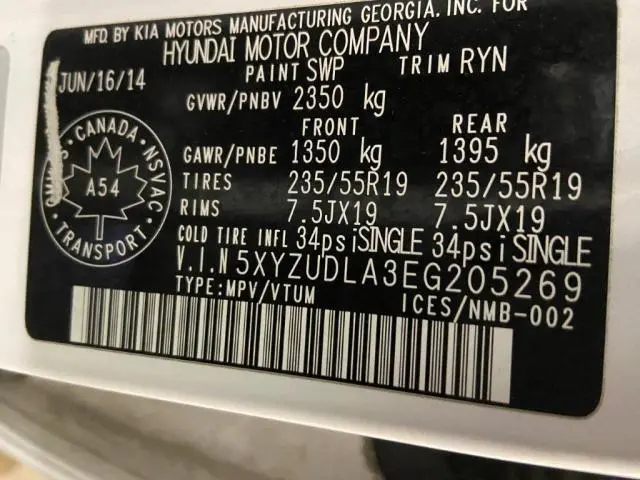 MFD. BY KIA MOTORS MANUFACTURING GEORGIA, INC. FOR
HYUNDAI MOTOR COMPANY
JUN/16/14
PAINT SWP TRIM RYN
GVWR/PNBV 2350 kg
FRONT REAR
GAWR/PNBE 1350 kg 1395 kg
TIRES 235/55R19 235/55R19
RIMS 7.5JX19 7.5JX19
COLD TIRE INFL 34psi SINGLE 34psi SINGLE
V.I.N 5XYZUDLA3EG205269
TYPE:MPV/VTUM ICES/NMB-002
CANADA NSVAC
A54
TRANSPORT